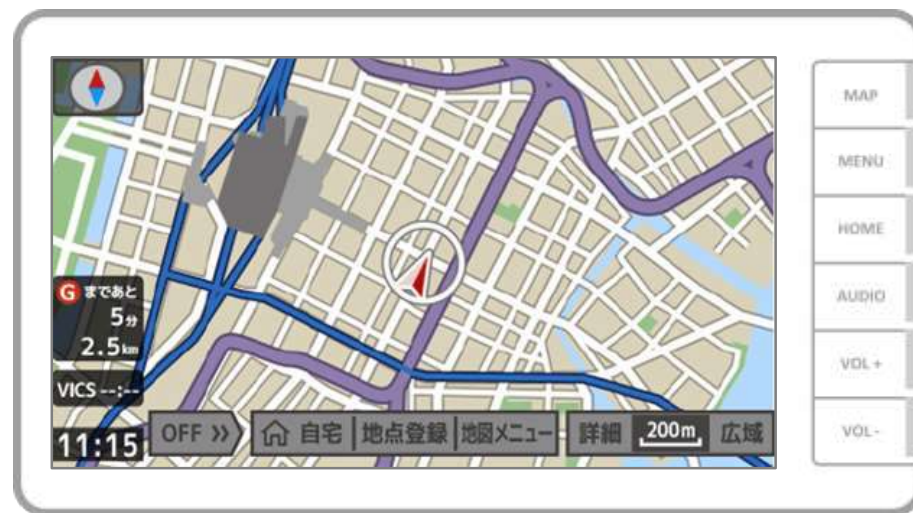 G まであと
5分
2.5km
VICS --:--
11:15
OFF »
自宅
地点登録
地図メニュー
詳細
200m
広域
MAP
MENU
HOME
AUDIO
VOL+
VOL-